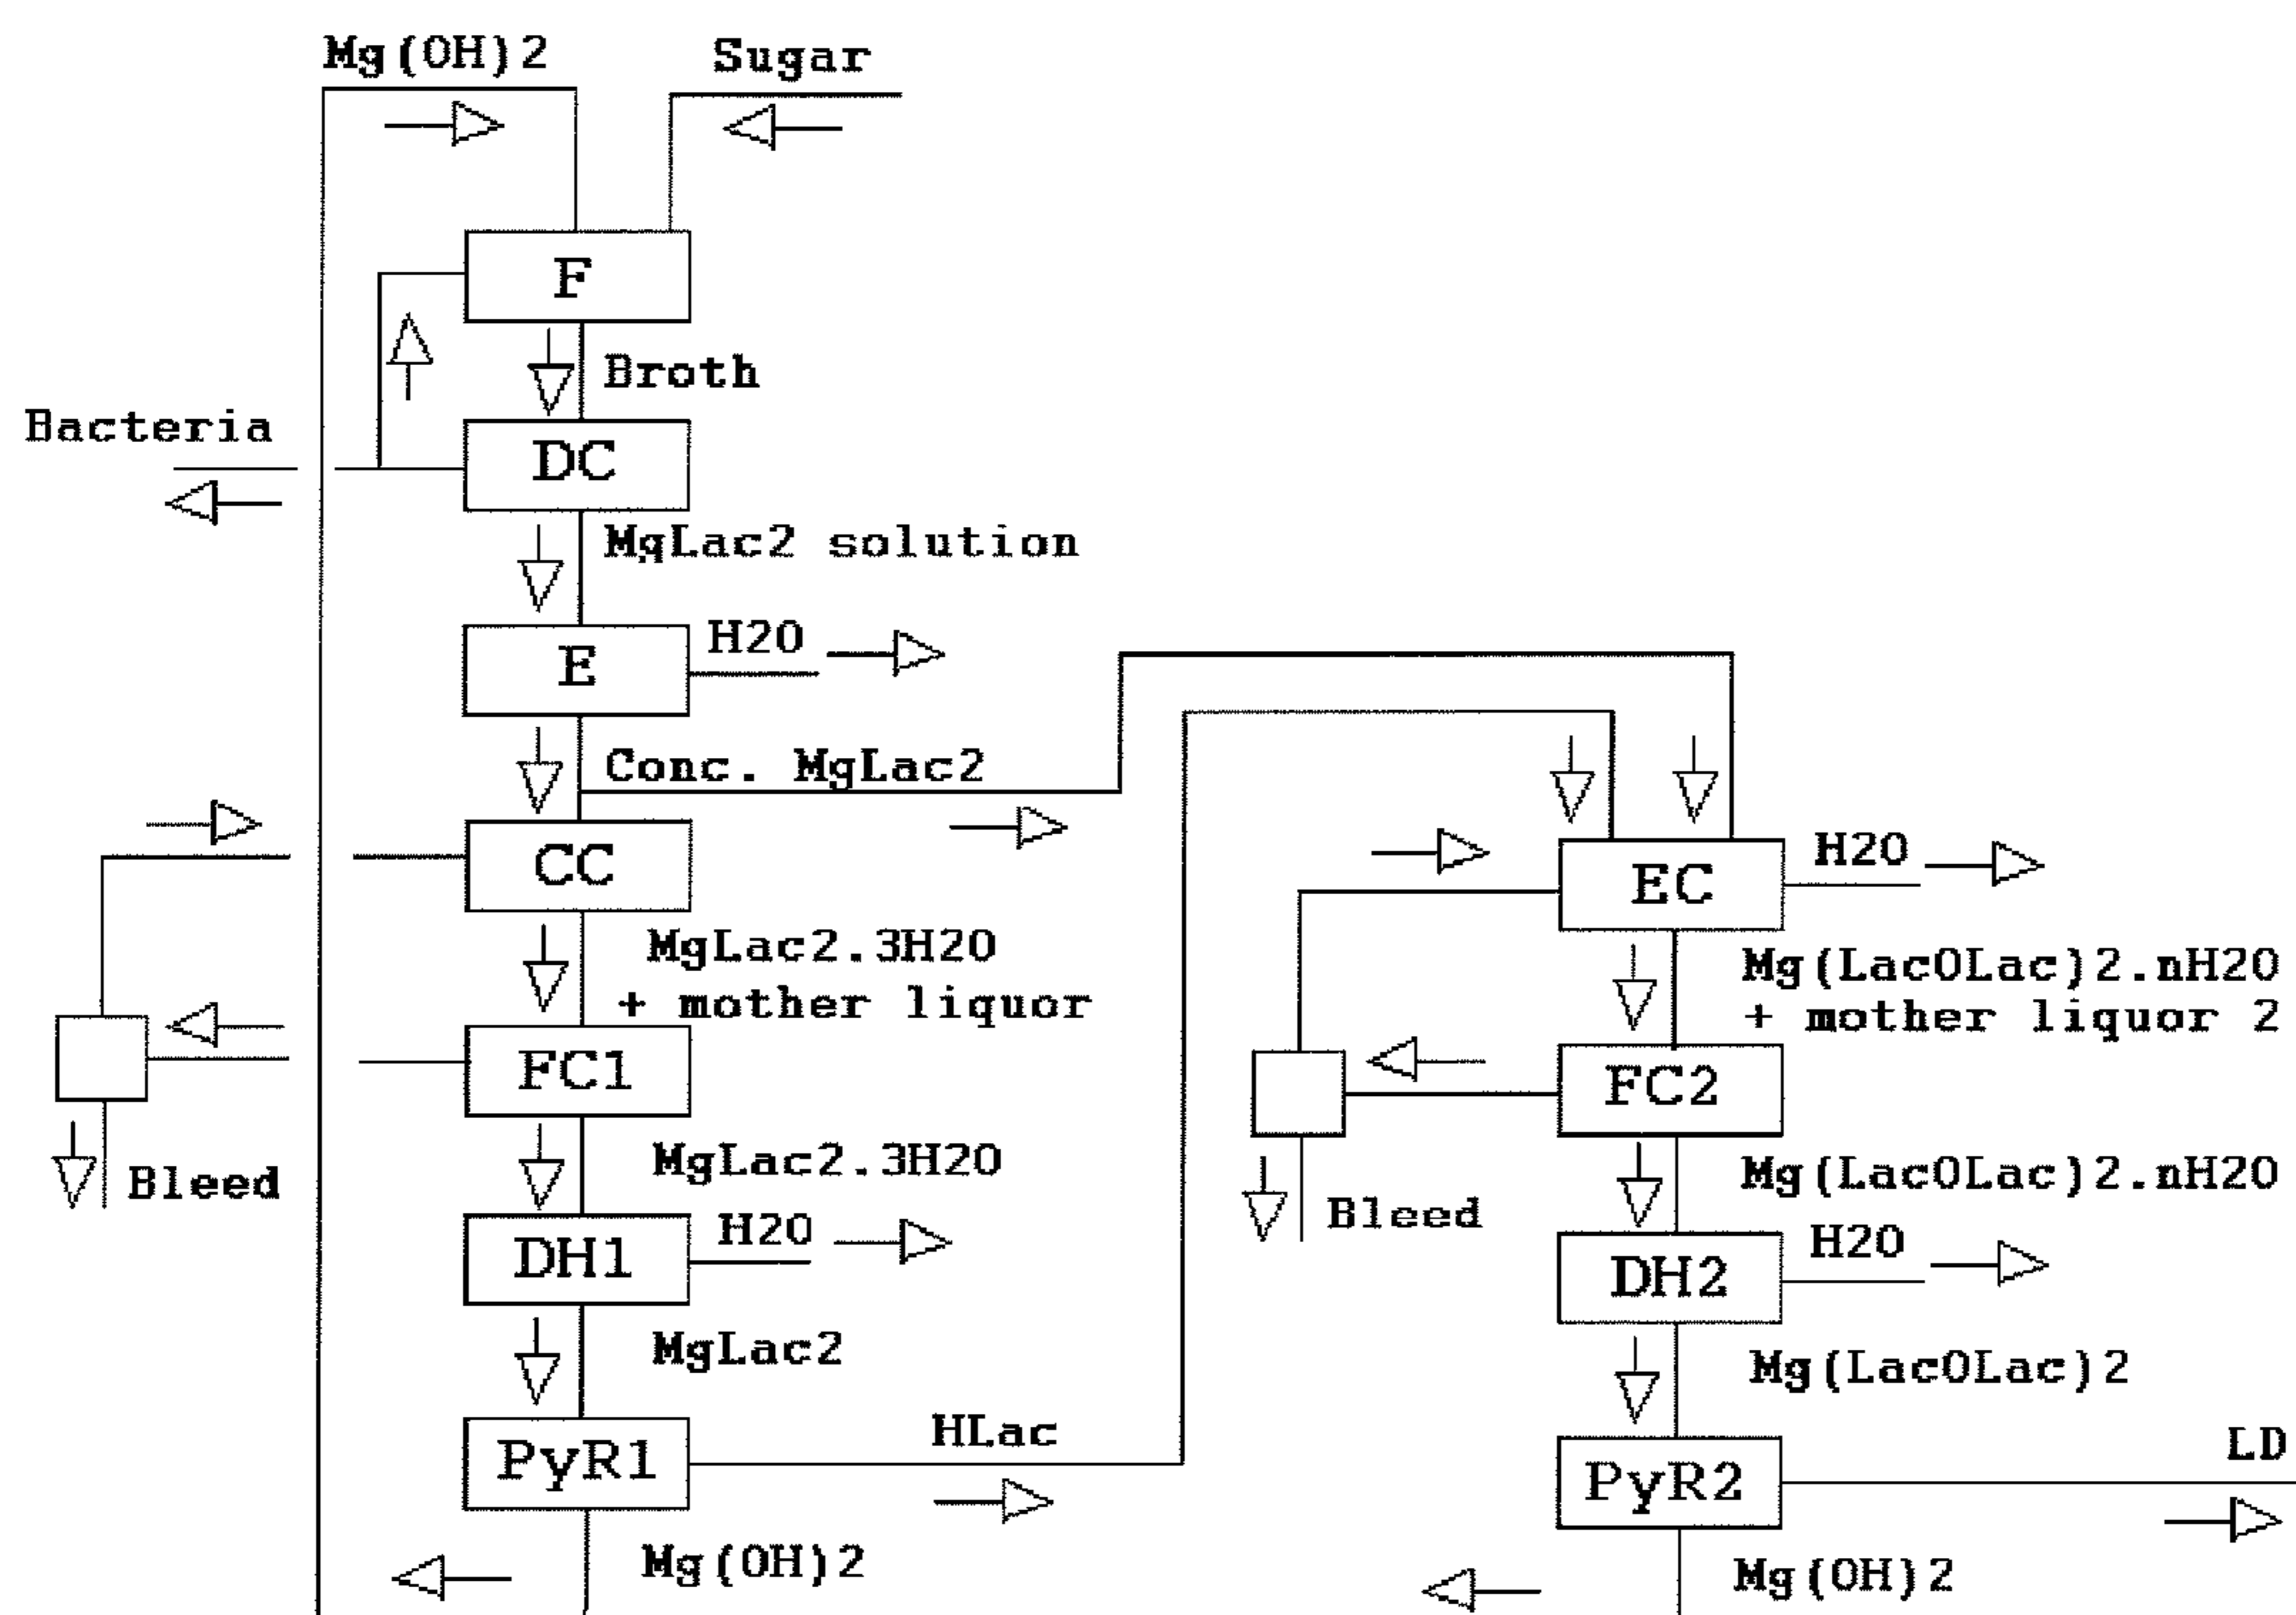 Mg(OH)2
Sugar
F
Broth
Bacteria
DC
MgLac2 solution
H2O
E
Conc. MgLac2
CC
H2O
EC
MgLac2.3H2O
+ mother liquor
Mg(LacOLac)2.nH2O
+ mother liquor 2
FC1
FC2
MgLac2.3H2O
Bleed
Mg(LacOLac)2.nH2O
Bleed
H2O
DH1
H2O
DH2
MgLac2
Mg(LacOLac)2
HLac
PyR1
LD
PyR2
Mg(OH)2
Mg(OH)2